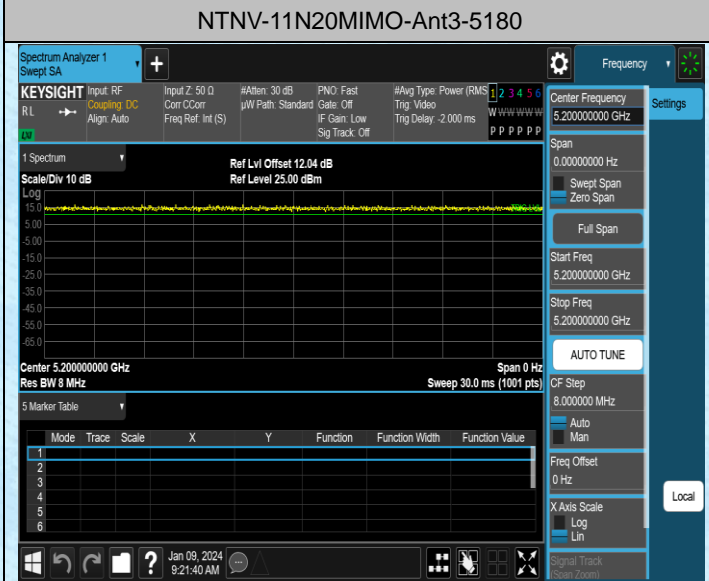 NTNV-11N20MIMO-Ant3-5180
Spectrum Analyzer 1
Swept SA
+
Frequency
KEYSIGHT
RL
LXI
Input: RF
Coupling: DC
Align: Auto
Input Z: 50 Ω
Corr CCorr
Freq Ref: Int (S)
#Atten: 30 dB
µW Path: Standard
PNO: Fast
Gate: Off
IF Gain: Low
Sig Track: Off
#Avg Type: Power (RMS
Trig: Video
Trig Delay: -2.000 ms
1 2 3 4 5 6
W W W W W W
P P P P P P
Center Frequency
5.200000000 GHz
Settings
Span
0.00000000 Hz
Swept Span
Zero Span
Full Span
Start Freq
5.200000000 GHz
Stop Freq
5.200000000 GHz
AUTO TUNE
CF Step
8.000000 MHz
Auto
Man
Freq Offset
0 Hz
X Axis Scale
Log
Lin
Signal Track
(Span Zoom)
Local
1 Spectrum
Scale/Div 10 dB
Ref Lvl Offset 12.04 dB
Ref Level 25.00 dBm
Log
15.0
5.00
-5.00
-15.0
-25.0
-35.0
-45.0
-55.0
-65.0
Center 5.200000000 GHz
Res BW 8 MHz
Span 0 Hz
Sweep 30.0 ms (1001 pts)
5 Marker Table
Mode Trace Scale X Y Function Function Width Function Value
1
2
3
4
5
6
?
Jan 09, 2024
9:21:40 AM